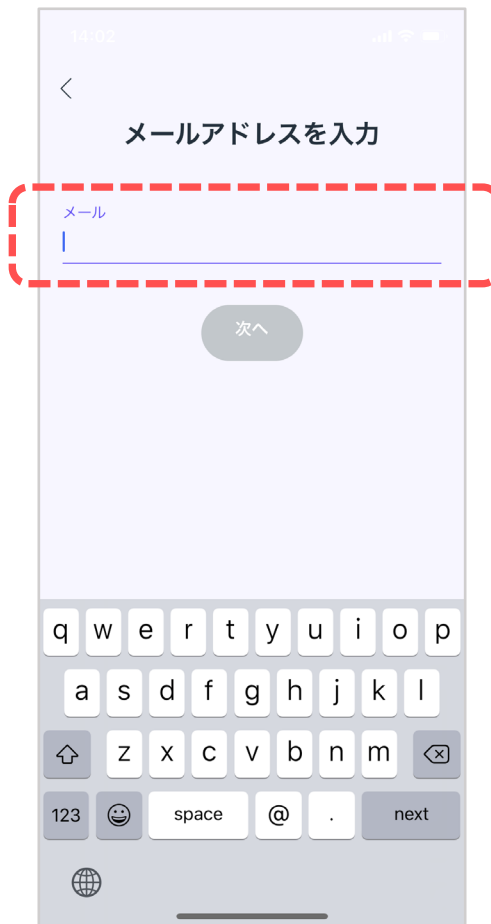 14:02
メールアドレスを入力
メール
次へ
q w e r t y u i o p
a s d f g h j k l
z x c v b n m
123 space @ . next